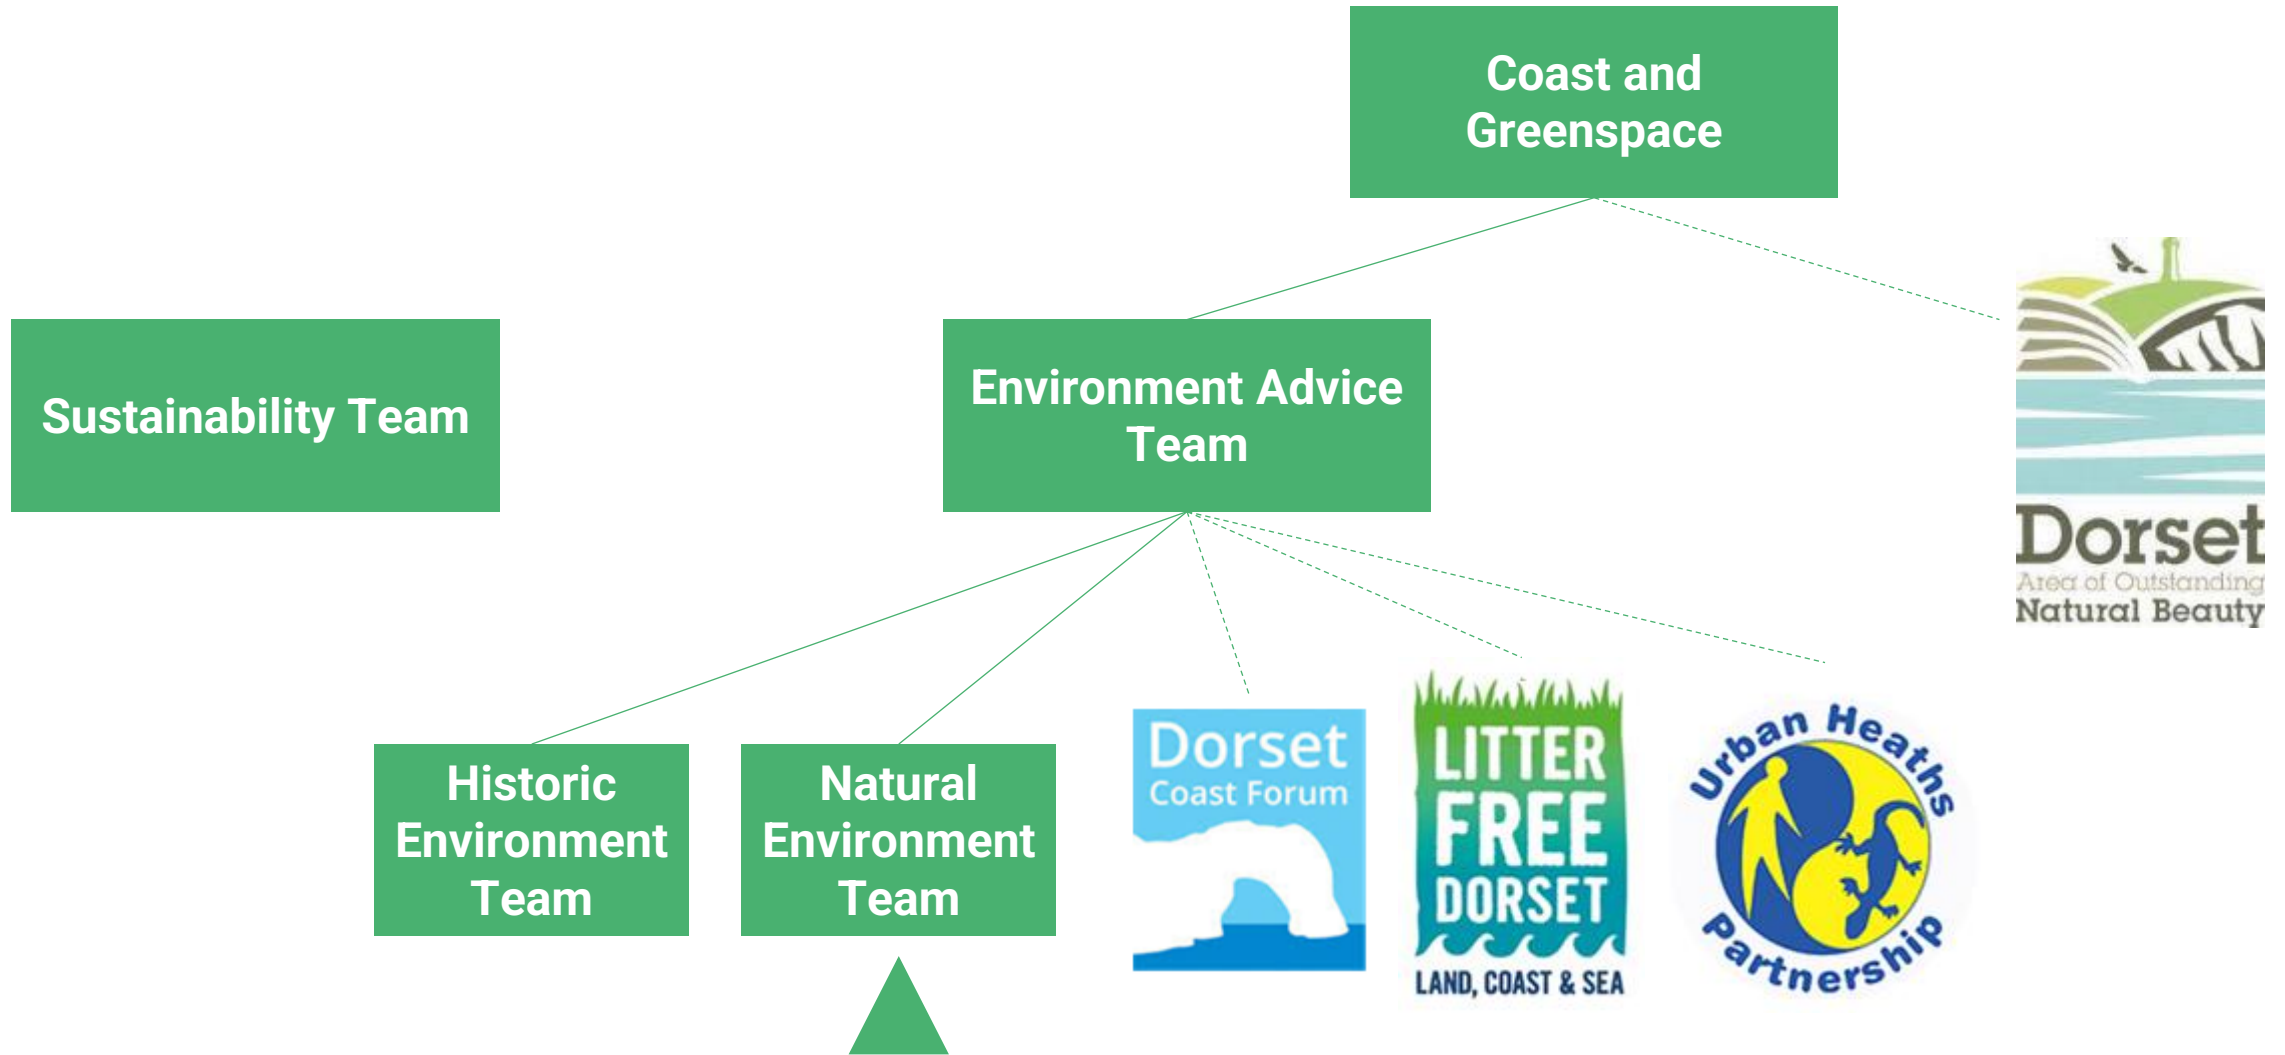 Coast and
Greenspace
Sustainability Team
Environment Advice
Team
Dorset
Area of Outstanding
Natural Beauty
Historic
Environment
Team
Natural
Environment
Team
Dorset
Coast Forum
LITTER
FREE
DORSET
LAND, COAST & SEA
Urban Heaths
Partnership